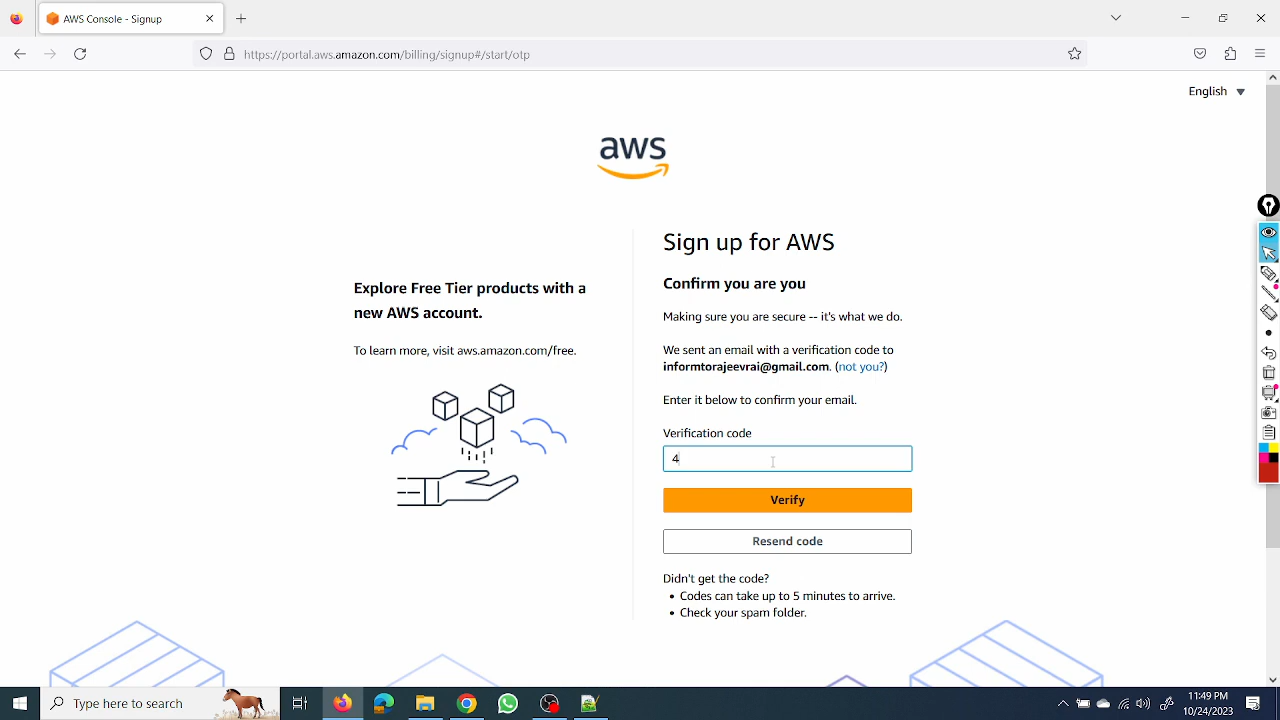 AWS Console - Signup
https://portal.aws.amazon.com/billing/signup#/start/otp
English
aws
Explore Free Tier products with a
new AWS account.
To learn more, visit aws.amazon.com/free.
Sign up for AWS
Confirm you are you
Making sure you are secure -- it's what we do.
We sent an email with a verification code to
informtorajeevrai@gmail.com. (not you?)
Enter it below to confirm your email.
Verification code
4
Verify
Resend code
Didn't get the code?
• Codes can take up to 5 minutes to arrive.
• Check your spam folder.
Type here to search
11:49 PM
10/24/2023